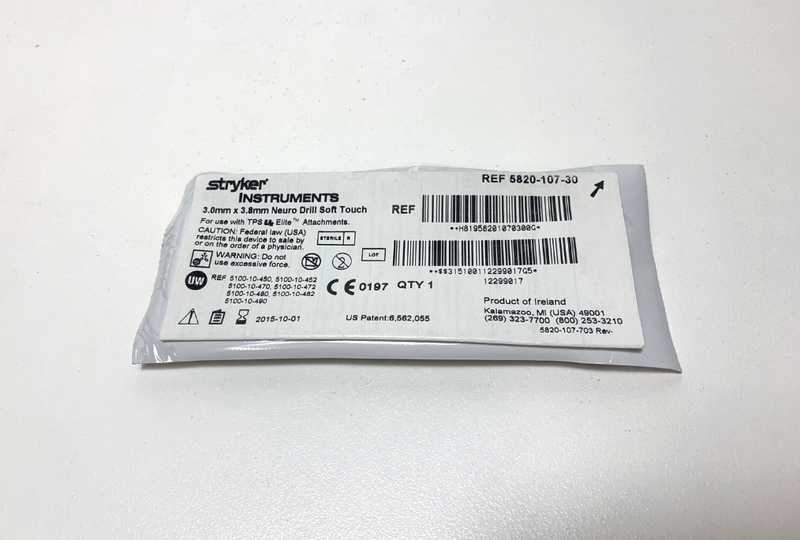 stryker®
INSTRUMENTS
REF 5820-107-30
3.0mm x 3.8mm Neuro Drill Soft Touch
For use with TPS Elite™ Attachments.
CAUTION: Federal law (USA)
restricts this device to sale by
or on the order of a physician.
STERILE R
WARNING: Do not
use excessive force.
UW
REF 5100-10-450, 5100-10-452
5100-10-470, 5100-10-472
5100-10-480, 5100-10-482
5100-10-490
2015-10-01
REF
*+H81958201070300G*
LOT
*+$$315100112299017G5*
12299017
CE 0197 QTY 1
US Patent:6,562,055
Product of Ireland
Kalamazoo, MI (USA) 49001
(269) 323-7700 (800) 253-3210
5820-107-703 Rev-